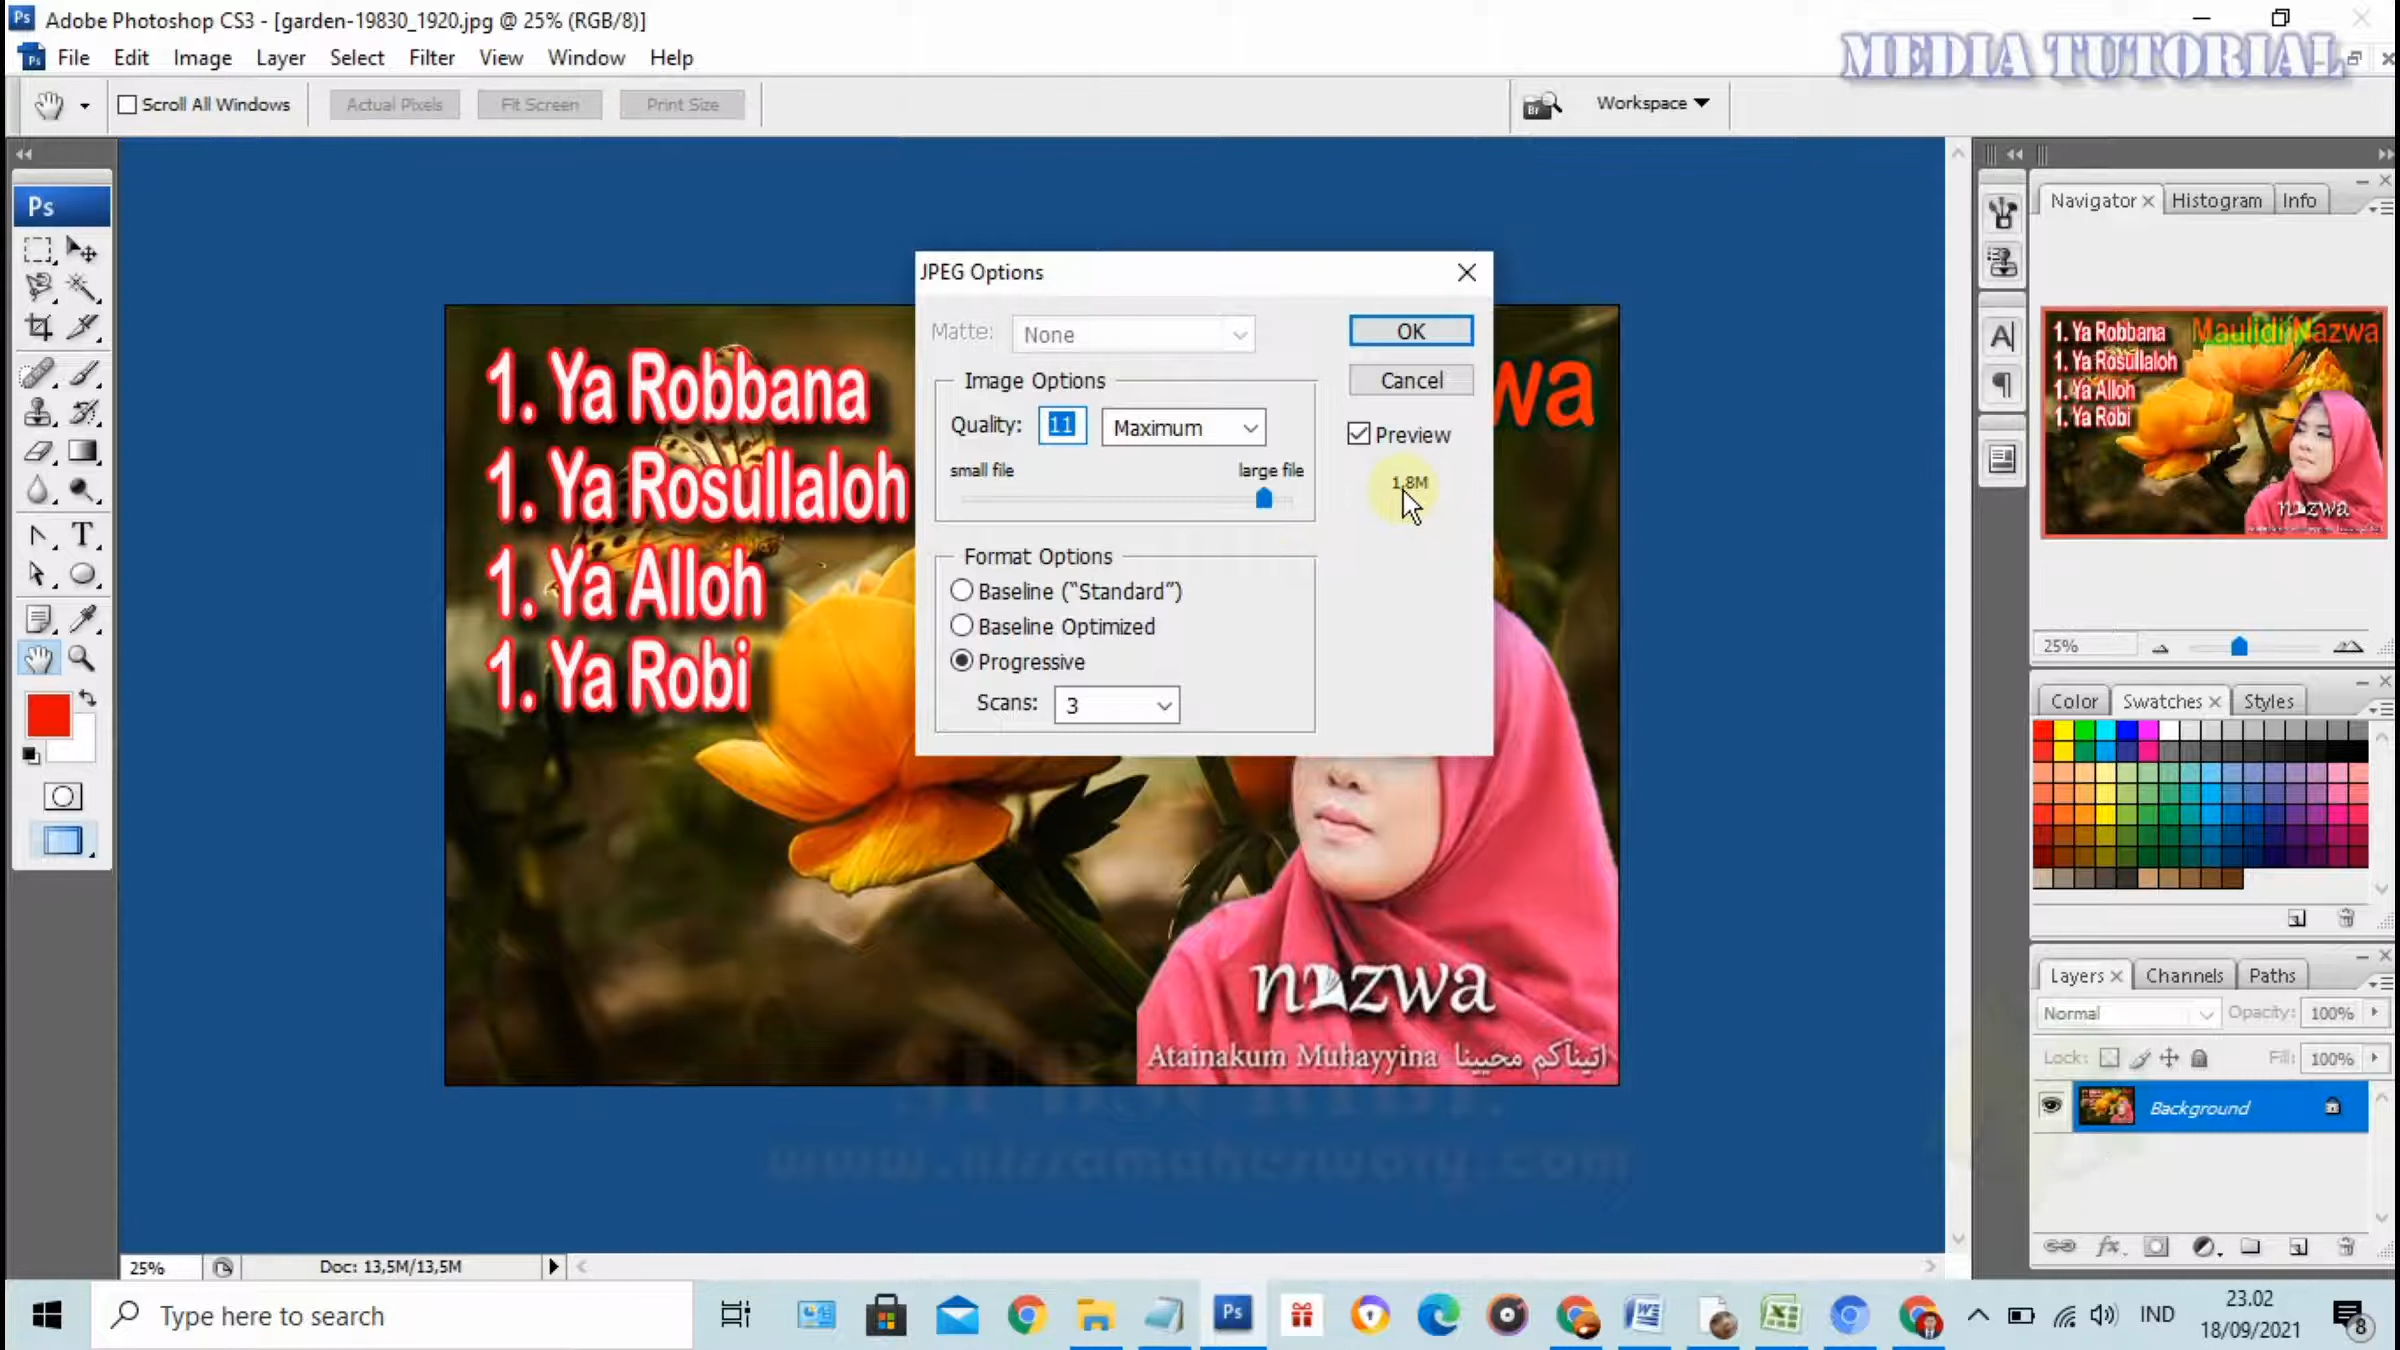 Adobe Photoshop CS3 - [garden-19830_1920.jpg @ 25% (RGB/8)]
MEDIA TUTORIAL
File Edit Image Layer Select Filter View Window Help
Scroll All Windows Actual Pixels Fit Screen Print Size Workspace
Ps
JPEG Options
Matte: None
OK
Image Options
Cancel
Quality: 11 Maximum
Preview
small file large file
1,8M
Format Options
Baseline (“Standard”)
Baseline Optimized
Progressive
Scans: 3
1. Ya Robbana
1. Ya Rosullaloh
1. Ya Alloh
1. Ya Robi
wa
nazwa
Atainakum Muhayyina اتيناكم محيينا
Navigator Histogram Info
1. Ya Robbana Maulidi Nazwa
1. Ya Rosullaloh
1. Ya Alloh
1. Ya Robi
nazwa
25%
Color Swatches Styles
Layers Channels Paths
Normal Opacity: 100%
Lock: Fill: 100%
Background
25% Doc: 13,5M/13,5M
Type here to search
Ps
IND
23.02
18/09/2021
8